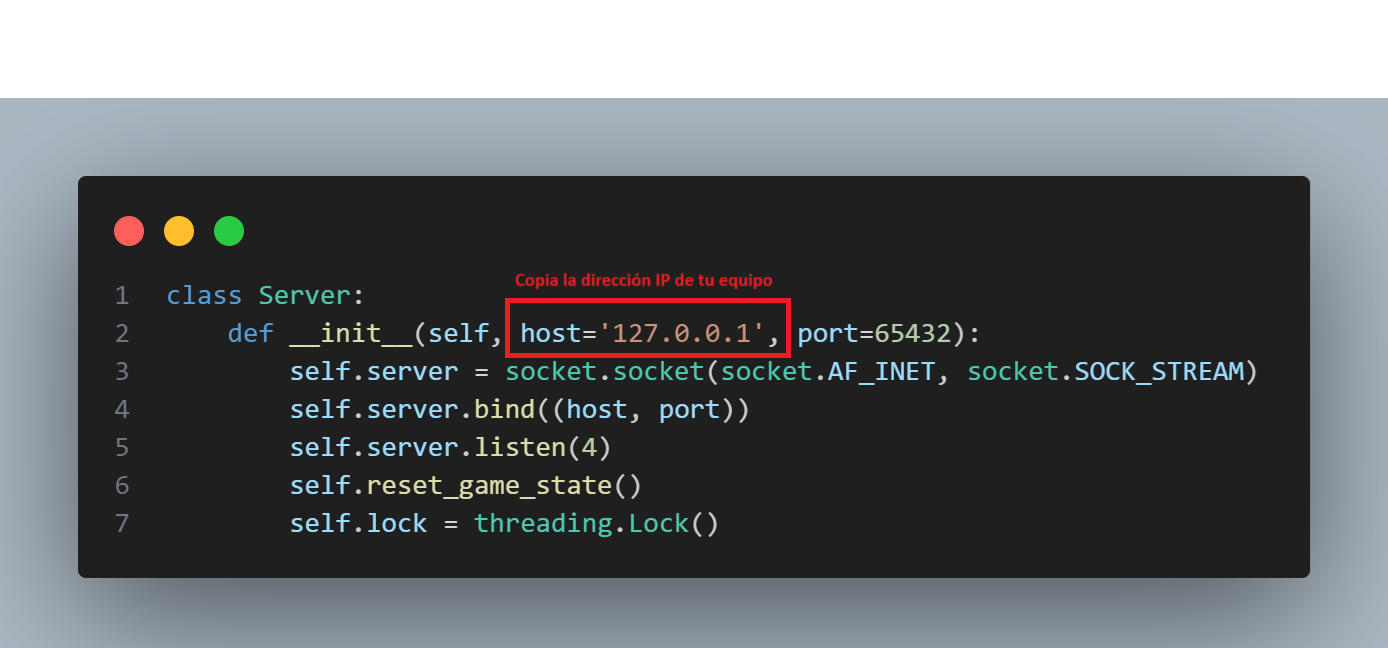 Copia la dirección IP de tu equipo
1 class Server:
2 def __init__(self, host='127.0.0.1', port=65432):
3 self.server = socket.socket(socket.AF_INET, socket.SOCK_STREAM)
4 self.server.bind((host, port))
5 self.server.listen(4)
6 self.reset_game_state()
7 self.lock = threading.Lock()